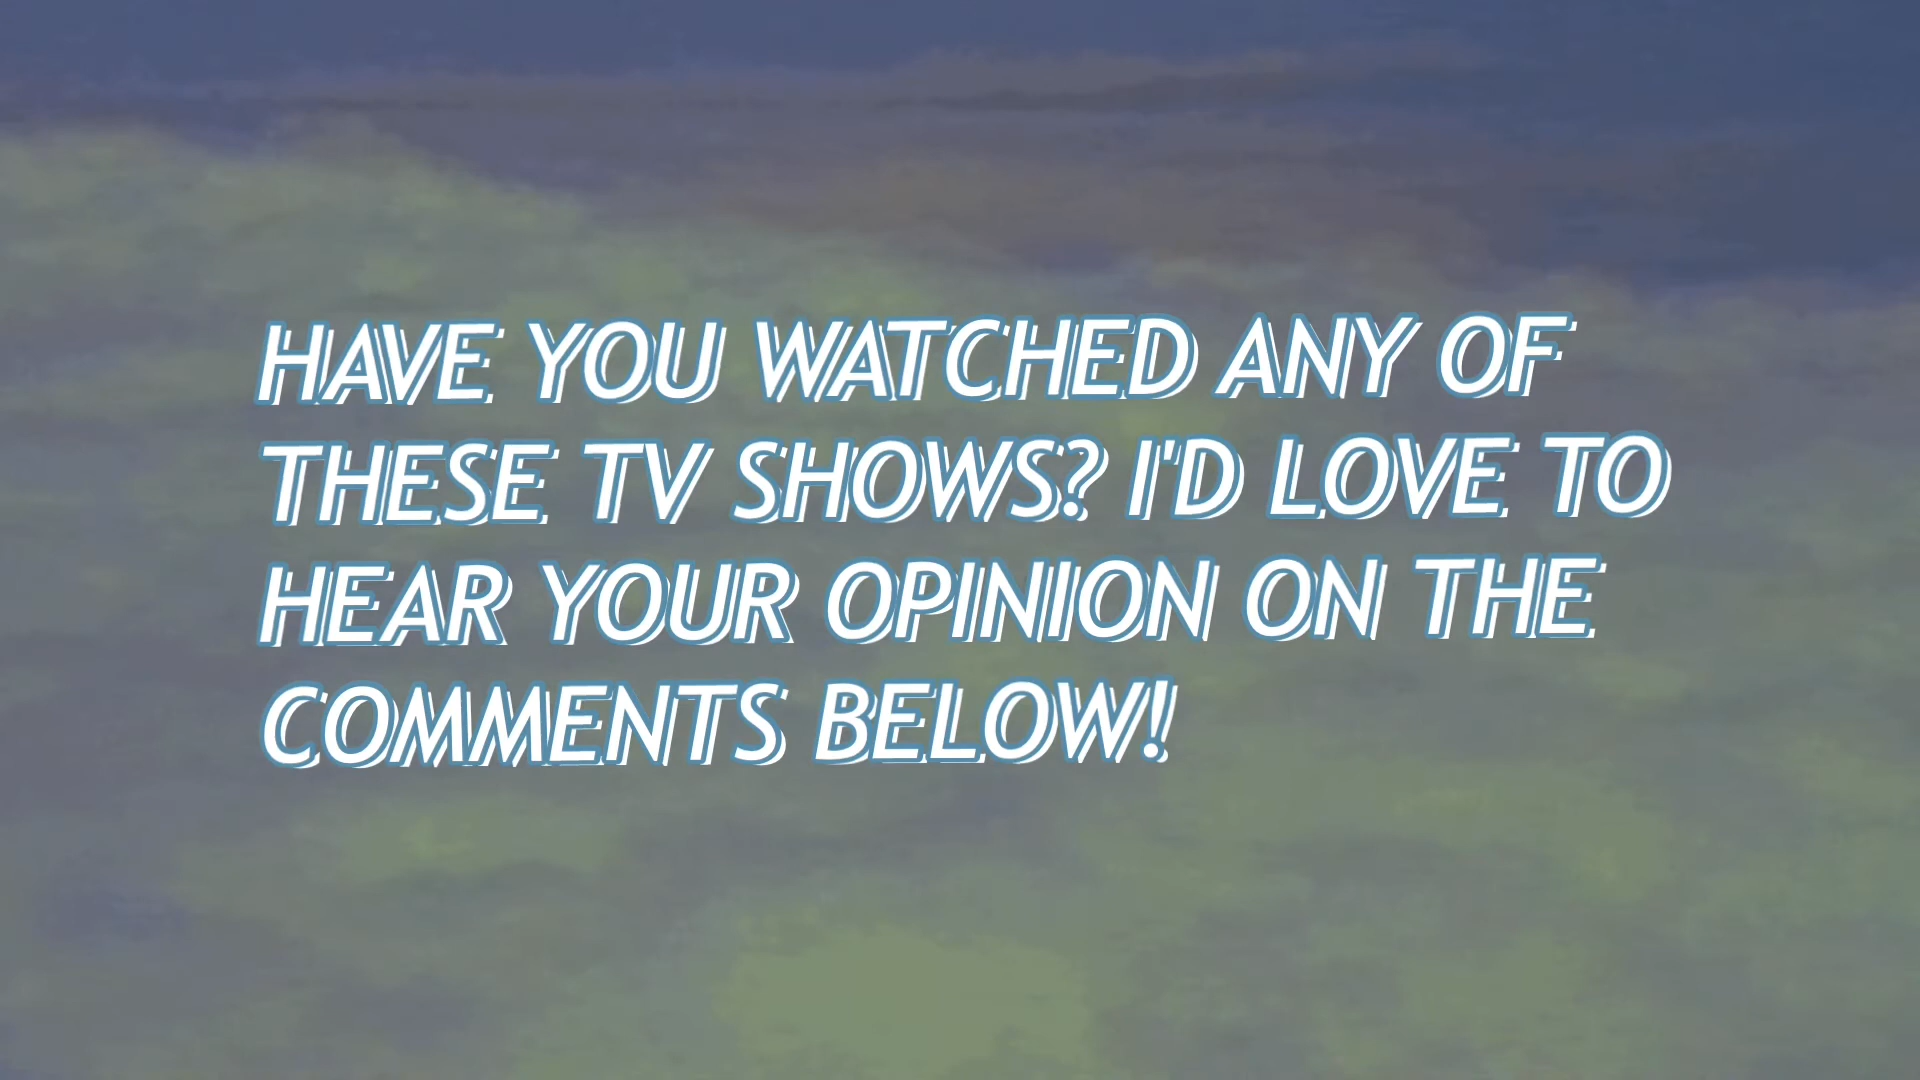 HAVE YOU WATCHED ANY OF
THESE TV SHOWS? I'D LOVE TO
HEAR YOUR OPINION ON THE
COMMENTS BELOW!